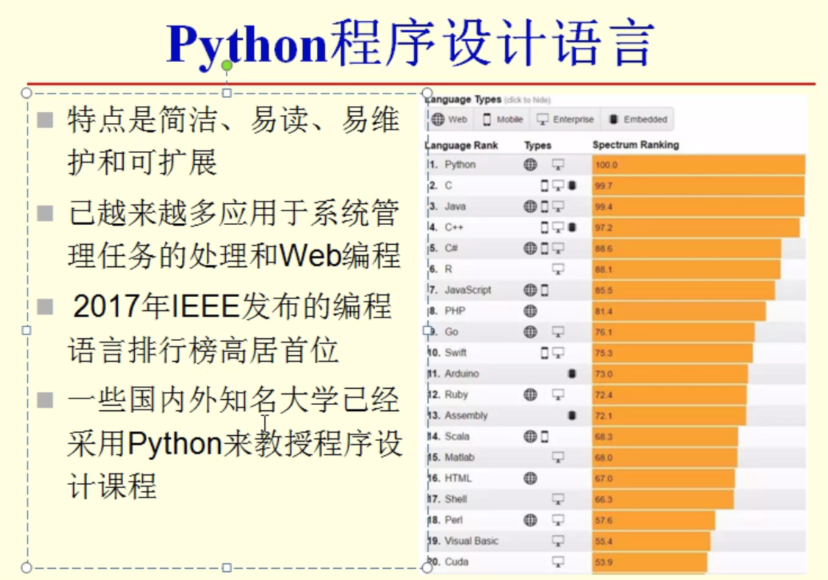 Python程序设计语言
特点是简洁、易读、易维
护和可扩展
已越来越多应用于系统管
理任务的处理和Web编程
2017年IEEE发布的编程
语言排行榜高居首位
一些国内外知名大学已经
采用Python来教授程序设
计课程
Language Types (click to hide)
Web Mobile Enterprise Embedded
Language Rank Types Spectrum Ranking
1. Python 100.0
2. C 99.7
3. Java 99.4
4. C++ 97.2
5. C# 88.6
6. R 88.1
7. JavaScript 85.5
8. PHP 81.4
9. Go 76.1
10. Swift 75.3
11. Arduino 73.0
12. Ruby 72.4
13. Assembly 72.1
14. Scala 68.3
15. Matlab 68.0
16. HTML 67.0
17. Shell 66.3
18. Perl 57.6
19. Visual Basic 55.4
20. Cuda 53.9